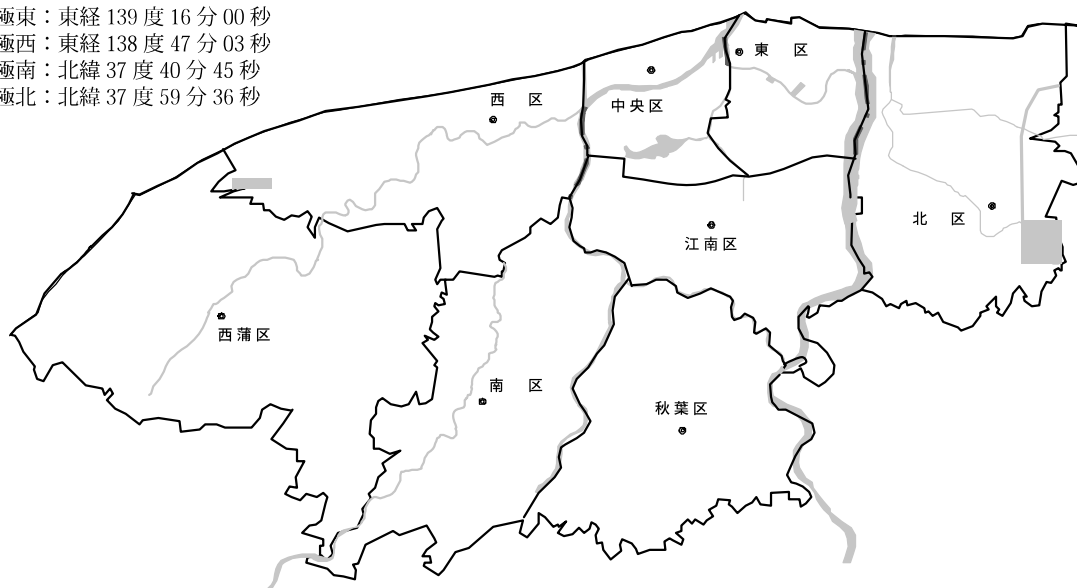 極東：東経 139 度 16 分 00 秒
極西：東経 138 度 47 分 03 秒
極南：北緯 37 度 40 分 45 秒
極北：北緯 37 度 59 分 36 秒
東 区
西 区
中央区
北 区
江南区
西蒲区
南 区
秋葉区